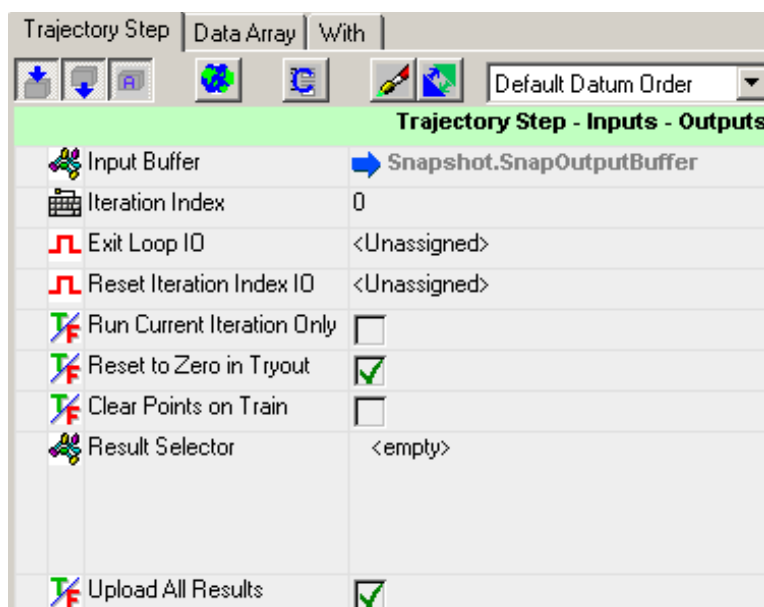 Trajectory Step Data Array With
A Default Datum Order
Trajectory Step - Inputs - Outputs
Input Buffer Snapshot.SnapOutputBuffer
Iteration Index 0
Exit Loop IO <Unassigned>
Reset Iteration Index IO <Unassigned>
T/F Run Current Iteration Only
T/F Reset to Zero in Tryout
T/F Clear Points on Train
Result Selector <empty>
T/F Upload All Results